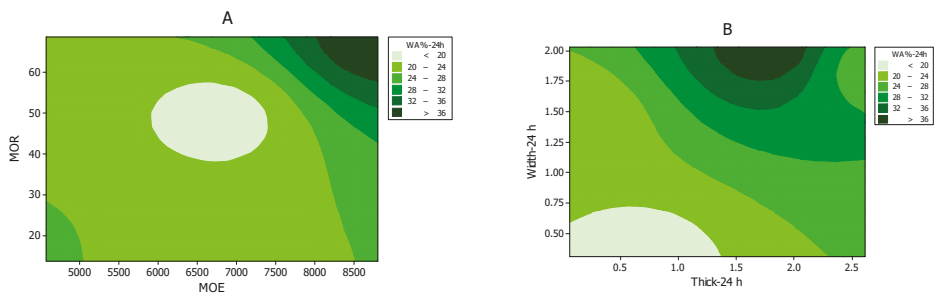 A
MOR
60
50
40
30
20
5000 5500 6000 6500 7000 7500 8000 8500
MOE
WA%-24h
< 20
20 – 24
24 – 28
28 – 32
32 – 36
> 36
B
Width-24 h
2.00
1.75
1.50
1.25
1.00
0.75
0.50
0.5 1.0 1.5 2.0 2.5
Thick-24 h
WA%-24h
< 20
20 – 24
24 – 28
28 – 32
32 – 36
> 36